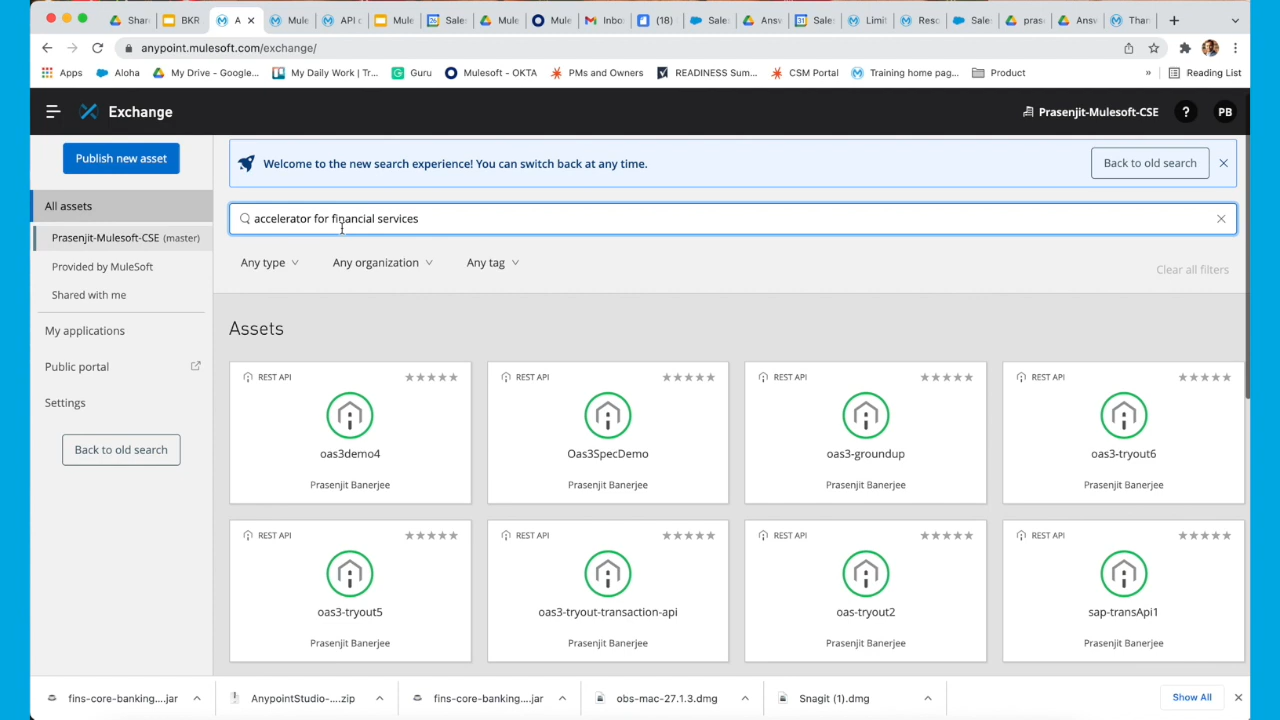 Shar
BKR
A
Mule
API c
Mule
Sales
Mule
Mule
Inbo
(18)
Sales
Answ
Sales
Limit
Reso
Sales
pras
Answ
Than
anypoint.mulesoft.com/exchange/
Apps
Aloha
My Drive - Google...
My Daily Work | Tr...
Guru
Mulesoft - OKTA
PMs and Owners
READINESS Sum...
CSM Portal
Training home pag...
Product
»
Reading List
Exchange
Prasenjit-Mulesoft-CSE
?
PB
Publish new asset
All assets
Prasenjit-Mulesoft-CSE (master)
Provided by MuleSoft
Shared with me
My applications
Public portal
Settings
Back to old search
Welcome to the new search experience! You can switch back at any time.
Back to old search
accelerator for financial services
Any type
Any organization
Any tag
Clear all filters
Assets
REST API
oas3demo4
Prasenjit Banerjee
REST API
Oas3SpecDemo
Prasenjit Banerjee
REST API
oas3-groundup
Prasenjit Banerjee
REST API
oas3-tryout6
Prasenjit Banerjee
REST API
oas3-tryout5
Prasenjit Banerjee
REST API
oas3-tryout-transaction-api
Prasenjit Banerjee
REST API
oas-tryout2
Prasenjit Banerjee
REST API
sap-transApi1
Prasenjit Banerjee
fins-core-banking....jar
AnypointStudio-....zip
fins-core-banking....jar
obs-mac-27.1.3.dmg
Snagit (1).dmg
Show All